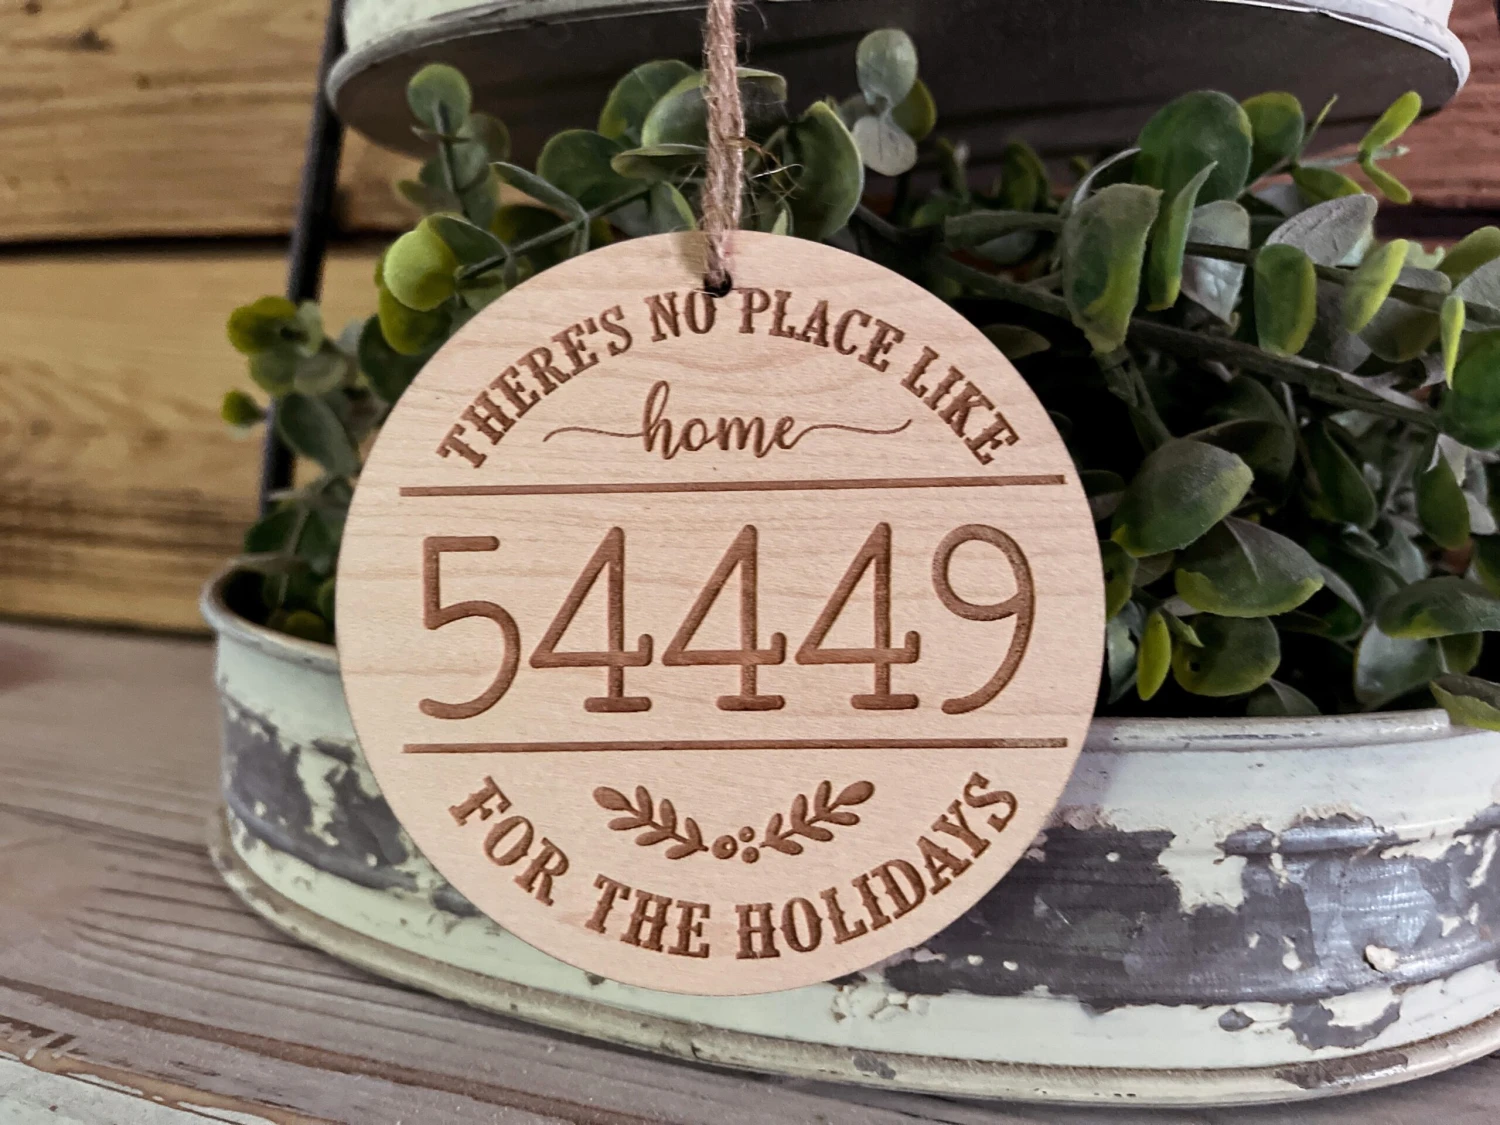 THERE'S NO PLACE LIKE
home
54449
FOR THE HOLIDAYS